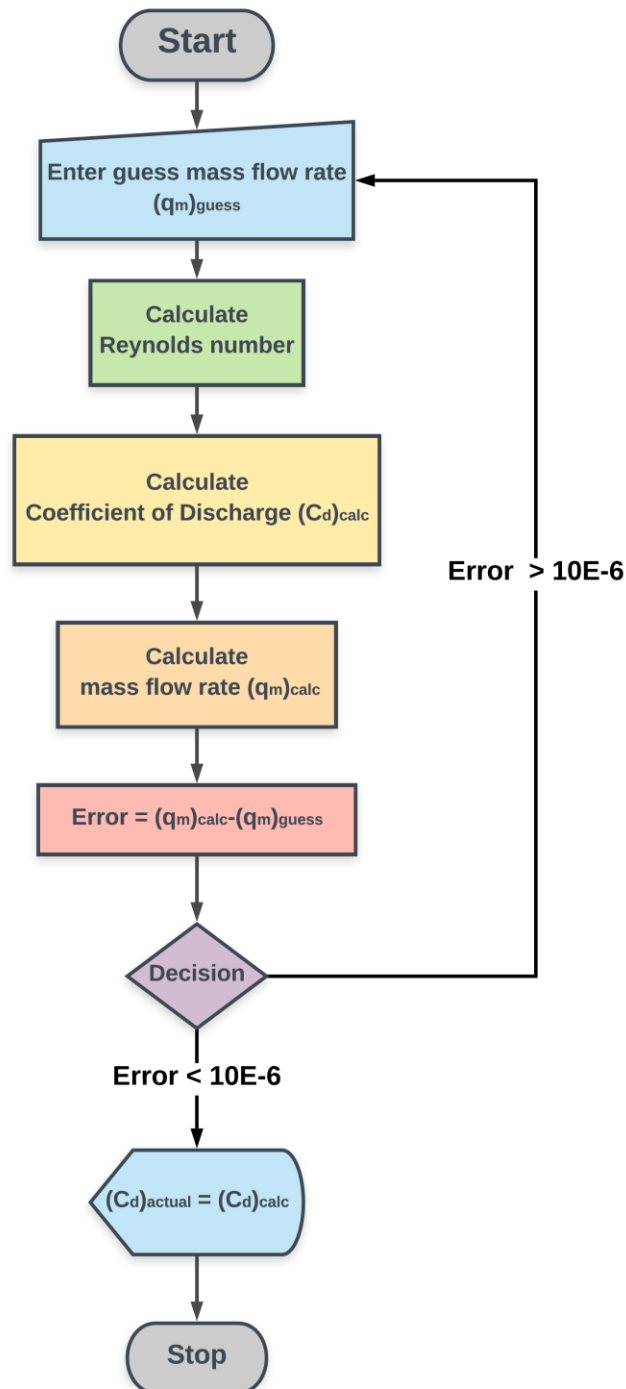 Start
Enter guess mass flow rate
(qm)guess
Calculate
Reynolds number
Calculate
Coefficient of Discharge (Cd)calc
Calculate
mass flow rate (qm)calc
Error = (qm)calc-(qm)guess
Decision
Error > 10E-6
Error < 10E-6
(Cd)actual = (Cd)calc
Stop